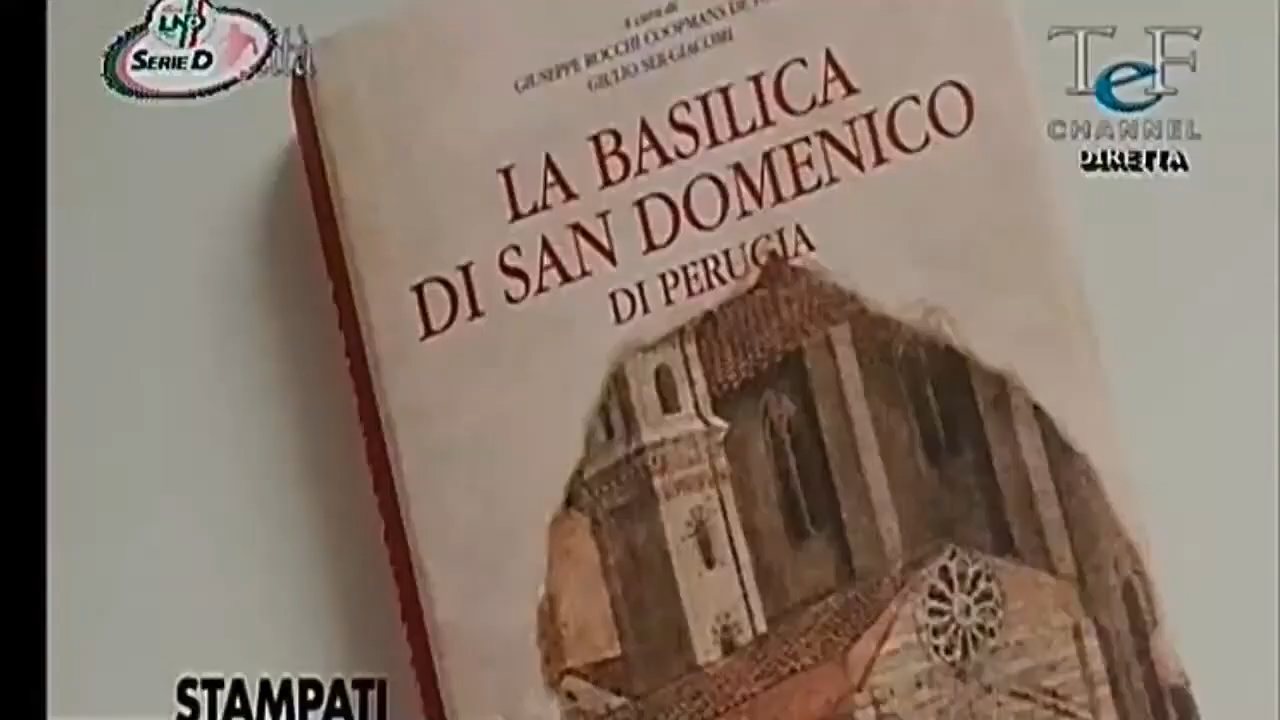 LND
SERIE D
TeF
CHANNEL
DIRETTA
A cura di
GIUSEPPE ROCCHI COOPMANS DE
GIULIO SER-GIACOMI
LA BASILICA
DI SAN DOMENICO
DI PERUGIA
STAMPATI